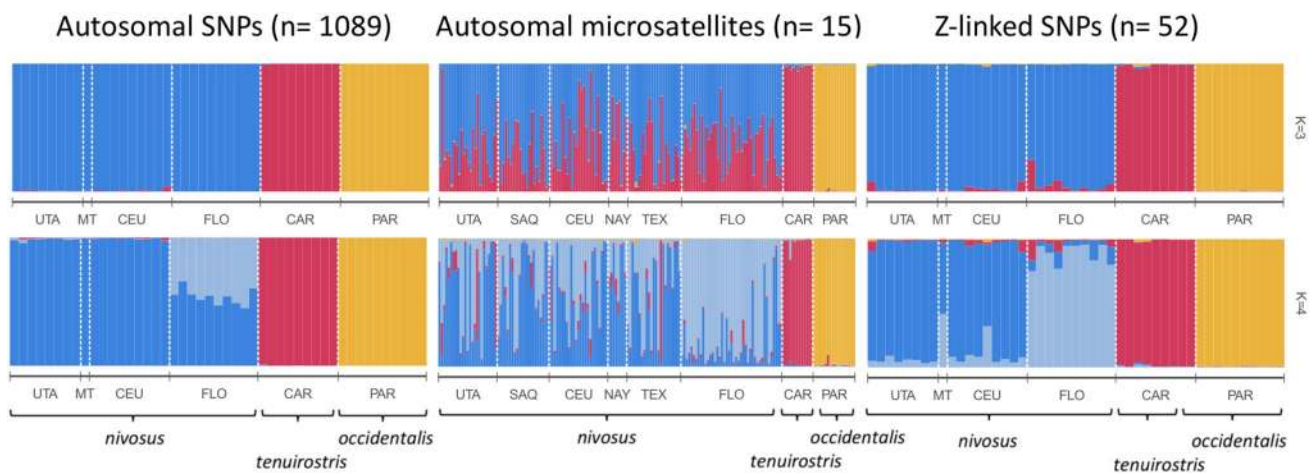 Autosomal SNPs (n= 1089) Autosomal microsatellites (n= 15) Z-linked SNPs (n= 52)
K=3
UTA MT CEU FLO CAR PAR UTA SAQ CEU NAY TEX FLO CAR PAR UTA MT CEU FLO CAR PAR
K=4
UTA MT CEU FLO CAR PAR UTA SAQ CEU NAY TEX FLO CAR PAR UTA MT CEU FLO CAR PAR
nivosus occidentalis nivosus occidentalis nivosus occidentalis
tenuirostris tenuirostris tenuirostris